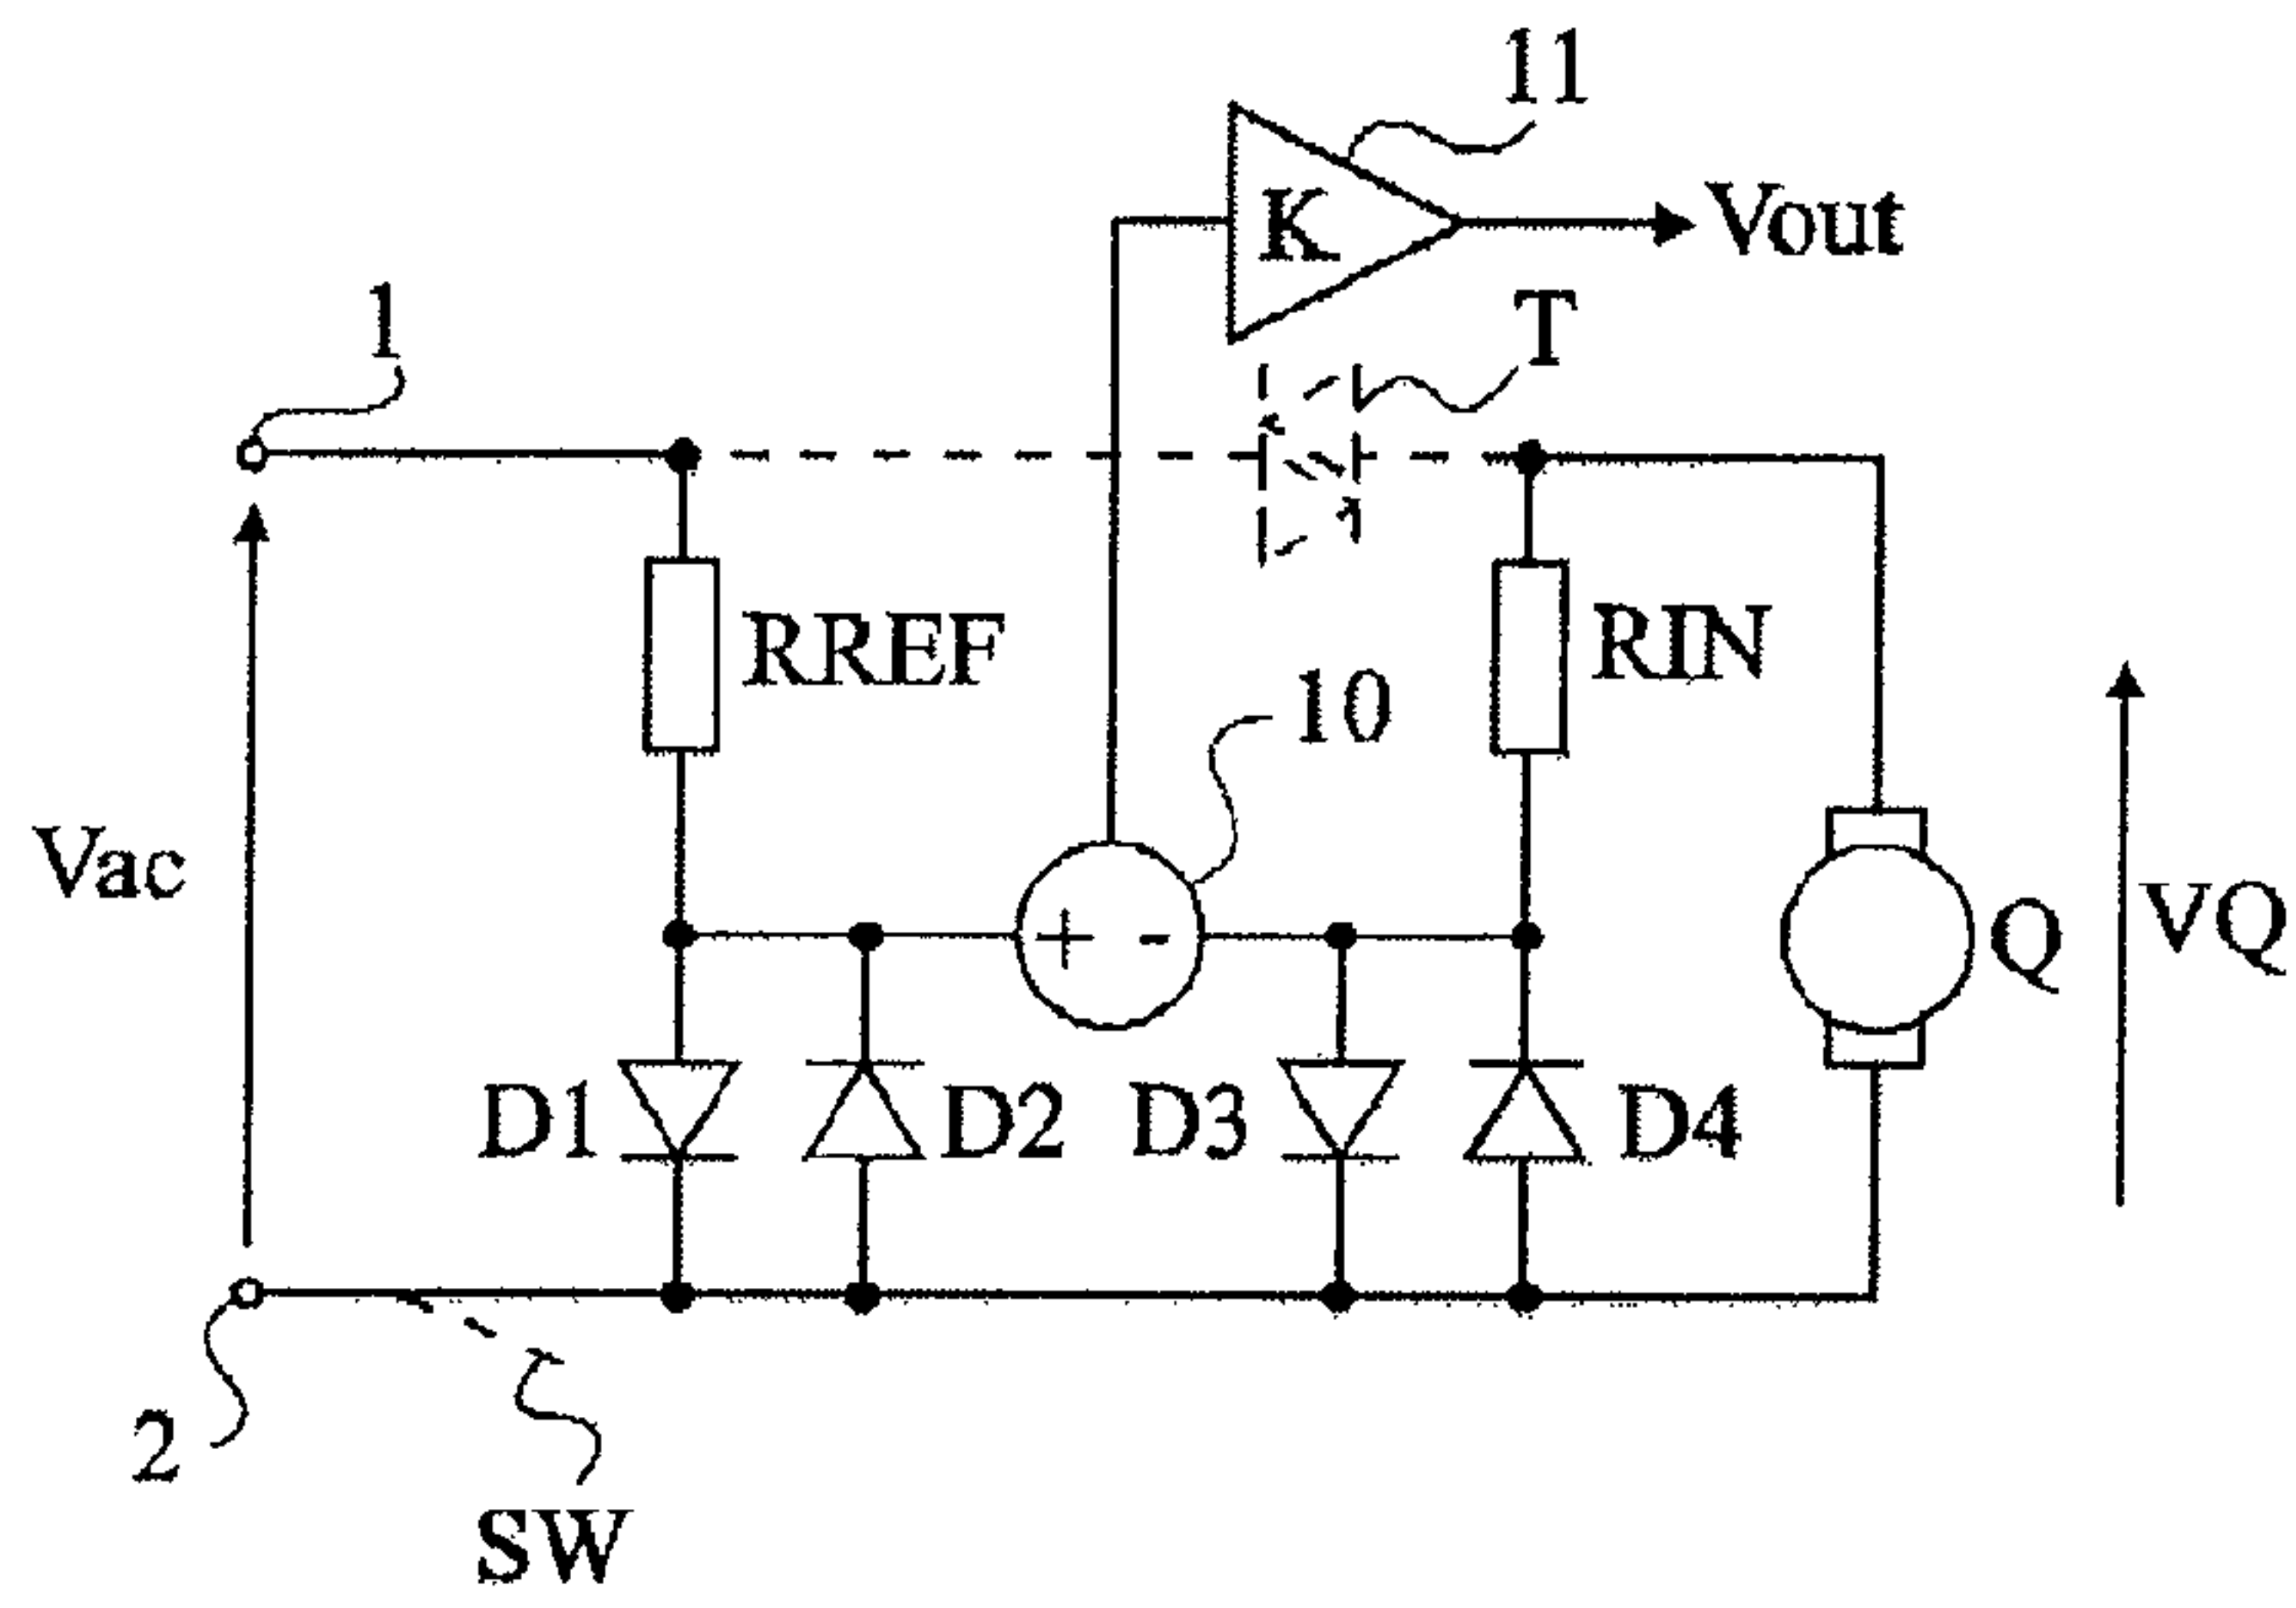 11
K
Vout
T
1
RREF
RIN
10
Vac
+ -
Q
VQ
D1
D2
D3
D4
2
SW